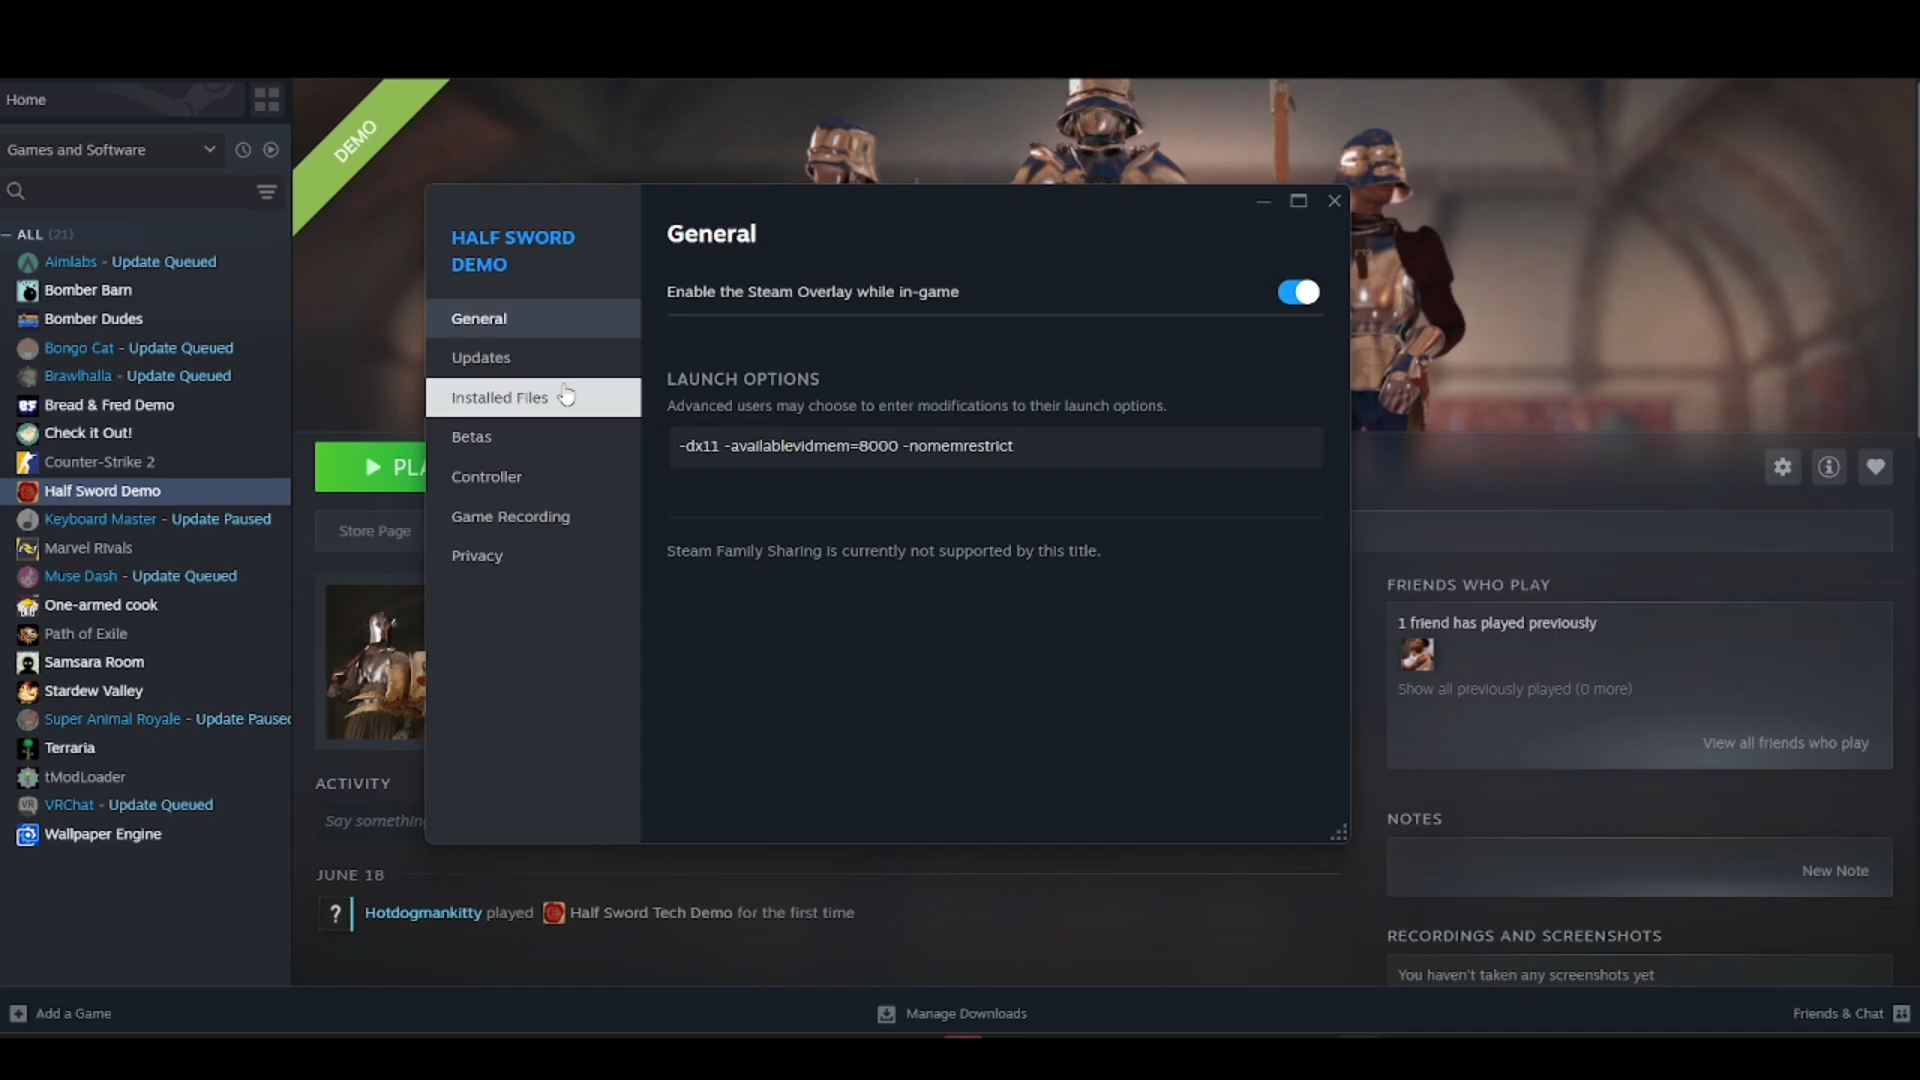 Home
Games and Software
ALL (21)
Aimlabs - Update Queued
Bomber Barn
Bomber Dudes
Bongo Cat - Update Queued
Brawlhalla - Update Queued
Bread & Fred Demo
Check it Out!
Counter-Strike 2
Half Sword Demo
Keyboard Master - Update Paused
Marvel Rivals
Muse Dash - Update Queued
One-armed cook
Path of Exile
Samsara Room
Stardew Valley
Super Animal Royale - Update Paused
Terraria
tModLoader
VRChat - Update Queued
Wallpaper Engine
DEMO
PLA
Store Page
HALF SWORD
DEMO
General
Updates
Installed Files
Betas
Controller
Game Recording
Privacy
General
Enable the Steam Overlay while in-game
LAUNCH OPTIONS
Advanced users may choose to enter modifications to their launch options.
-dx11 -availablevidmem=8000 -nomemrestrict
Steam Family Sharing is currently not supported by this title.
ACTIVITY
Say something
JUNE 18
? Hotdogmankitty played Half Sword Tech Demo for the first time
FRIENDS WHO PLAY
1 friend has played previously
Show all previously played (0 more)
View all friends who play
NOTES
New Note
RECORDINGS AND SCREENSHOTS
You haven't taken any screenshots yet
Add a Game
Manage Downloads
Friends & Chat